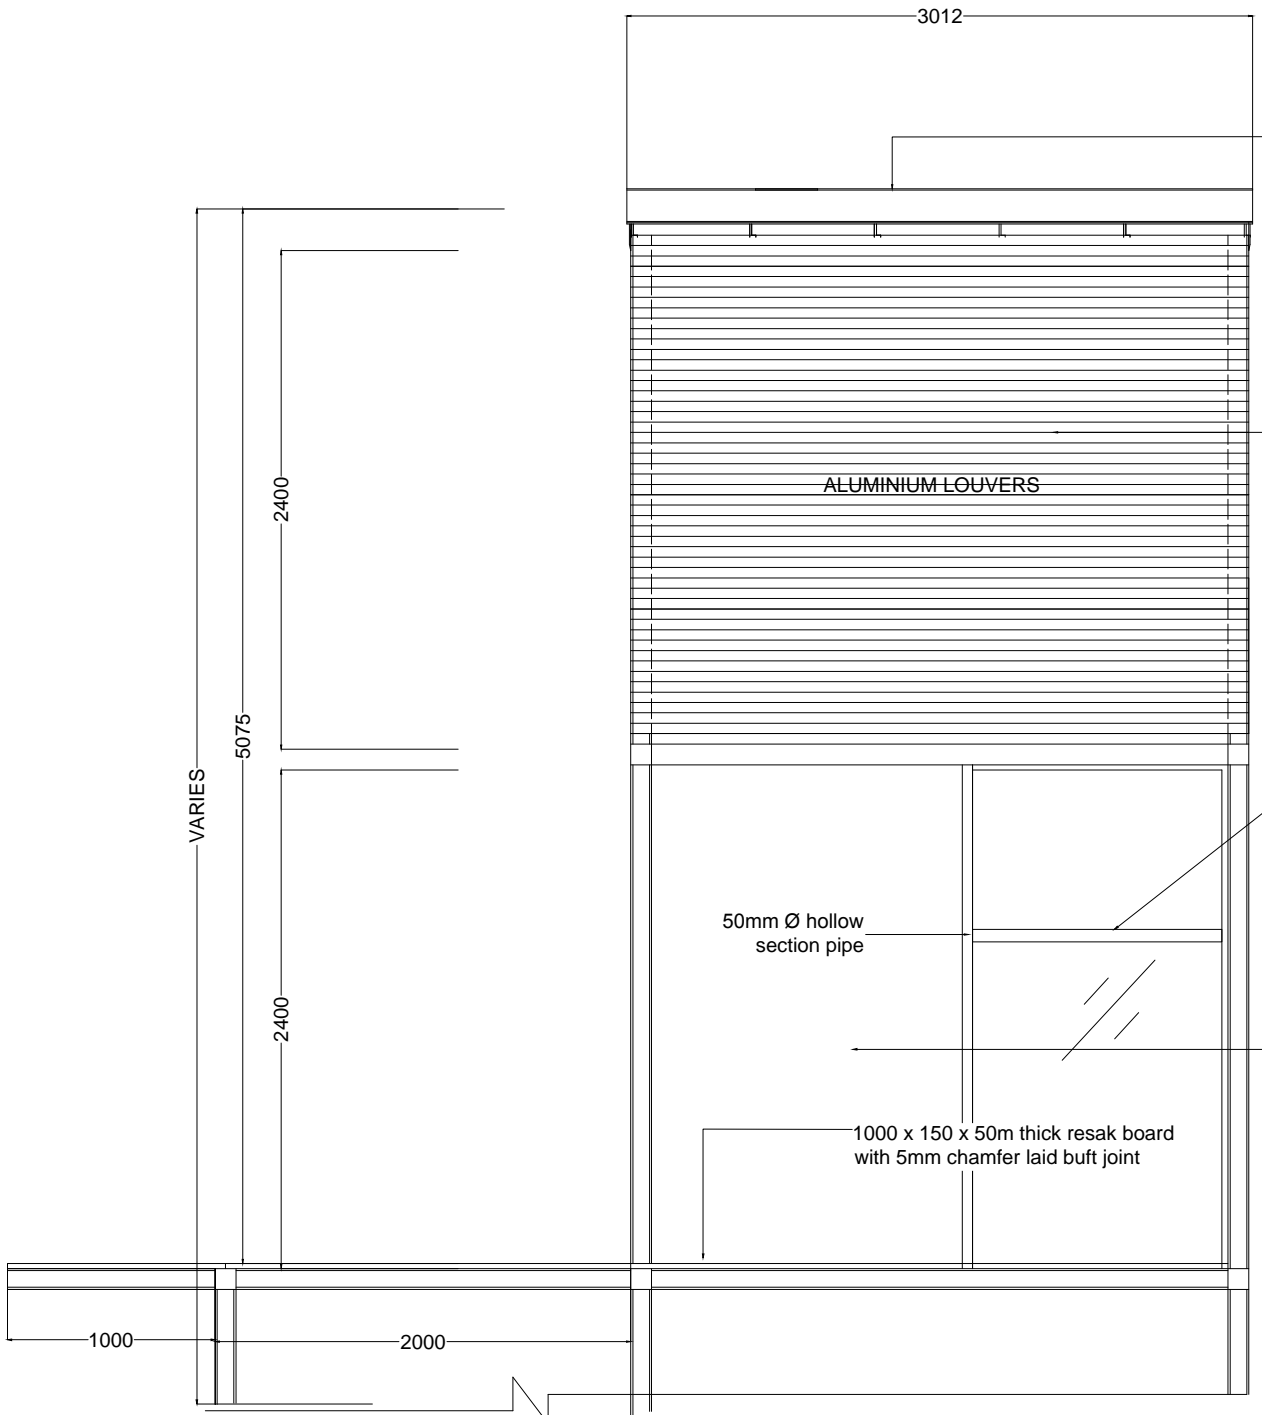 3012
2400
ALUMINIUM LOUVERS
5075
VARIES
50mm Ø hollow
section pipe
2400
1000 x 150 x 50m thick resak board
with 5mm chamfer laid buft joint
1000
2000